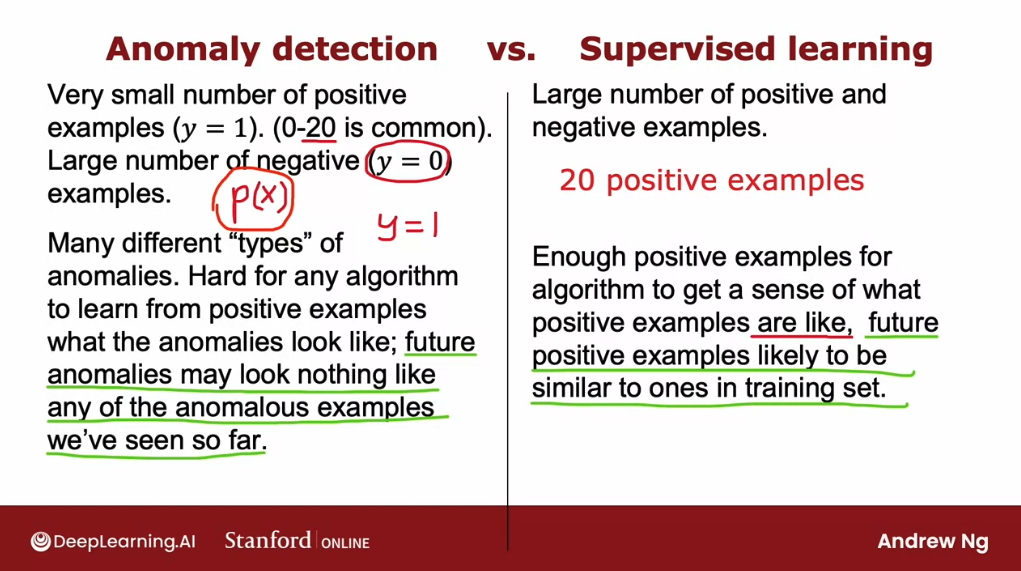 Anomaly detection vs. Supervised learning
Very small number of positive
examples (y = 1). (0-20 is common).
Large number of negative (y = 0)
examples.
p(x)
y = 1
Many different “types” of
anomalies. Hard for any algorithm
to learn from positive examples
what the anomalies look like; future
anomalies may look nothing like
any of the anomalous examples
we’ve seen so far.
Large number of positive and
negative examples.
20 positive examples
Enough positive examples for
algorithm to get a sense of what
positive examples are like, future
positive examples likely to be
similar to ones in training set.
DeepLearning.AI Stanford ONLINE Andrew Ng